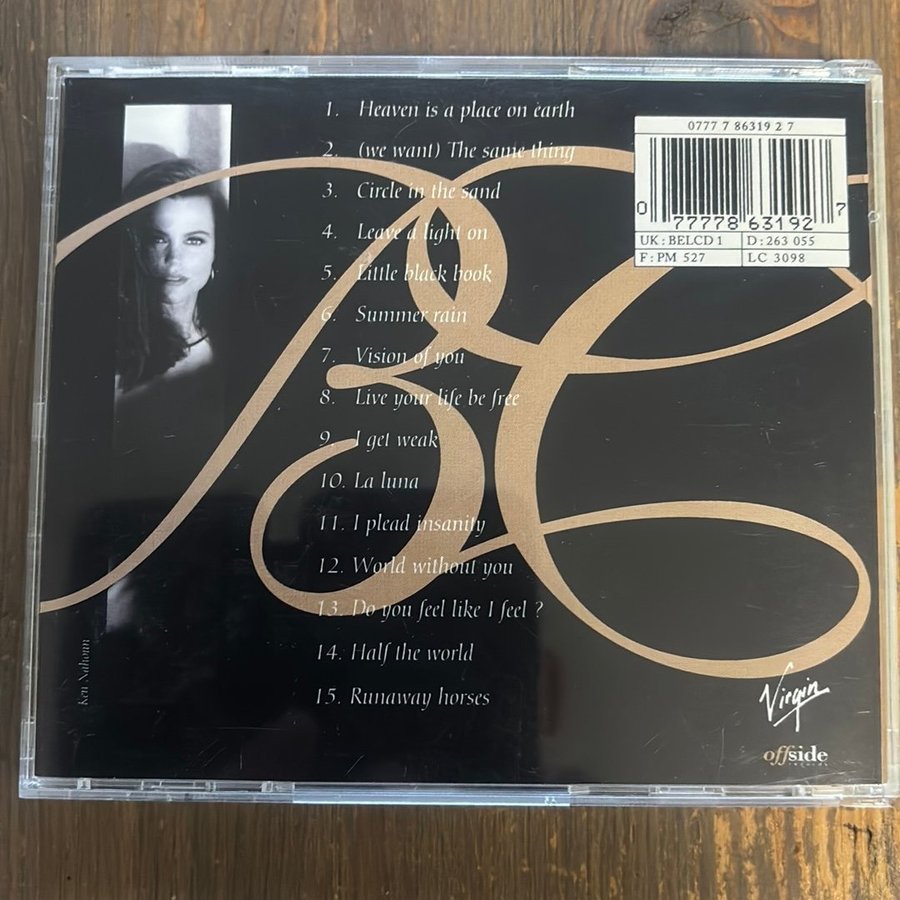 1. Heaven is a place on earth
2. (we want) The same thing
3. Circle in the sand
4. Leave a light on
5. Little black book
6. Summer rain
7. Vision of you
8. Live your life be free
9. I get weak
10. La luna
11. I plead insanity
12. World without you
13. Do you feel like I feel ?
14. Half the world
15. Runaway horses
0777 7 86319 2 7
0 77778 63192 7
UK : BELCD 1 D : 263 055
F : PM 527 LC 3098
BC
Ken Nahoum
Virgin
offside
records